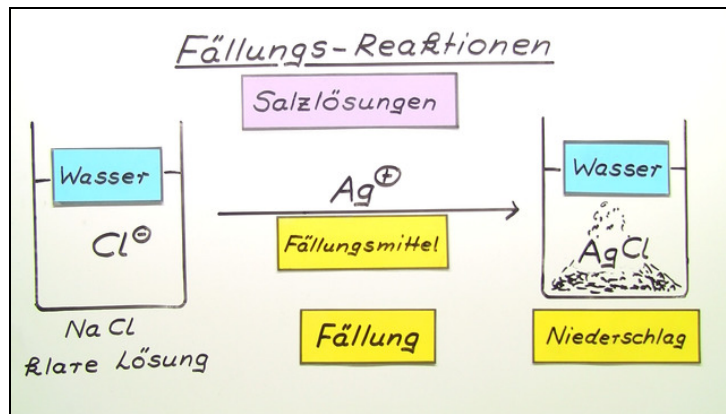 Fällungs-Reaktionen
Salzlösungen
Wasser
Cl⊖
NaCl
klare Lösung
Ag⊕
Fällungsmittel
Fällung
Wasser
AgCl
Niederschlag